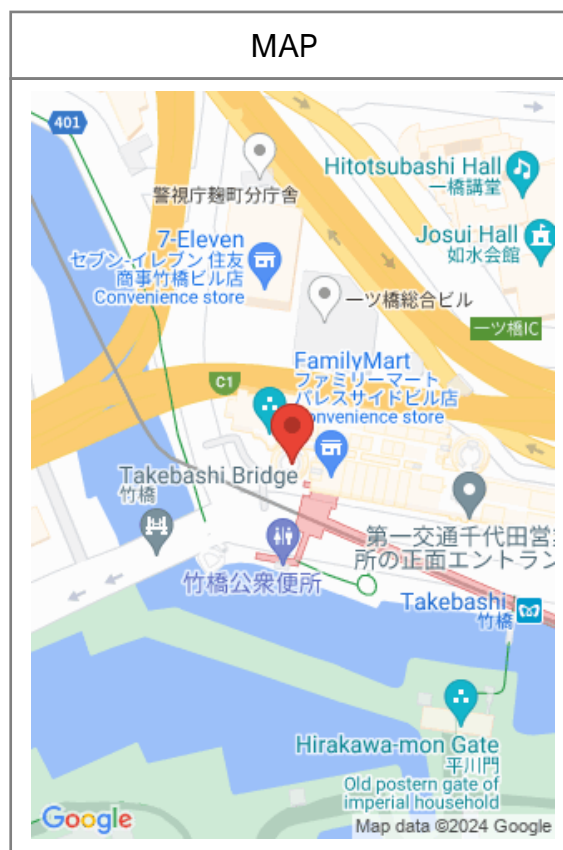 MAP
401
Hitotsubashi Hall
一橋講堂
警視庁麹町分庁舎
7-Eleven
セブン-イレブン 住友
商事竹橋ビル店
Convenience store
Josui Hall
如水会館
一ツ橋総合ビル
一ツ橋IC
FamilyMart
ファミリーマート
パレスサイドビル店
onvenience store
C1
Takebashi Bridge
竹橋
第一交通千代田営業
所の正面エントラン
竹橋公衆便所
Takebashi
竹橋
Hirakawa-mon Gate
平川門
Old postern gate of
imperial household
Google
Map data ©2024 Google